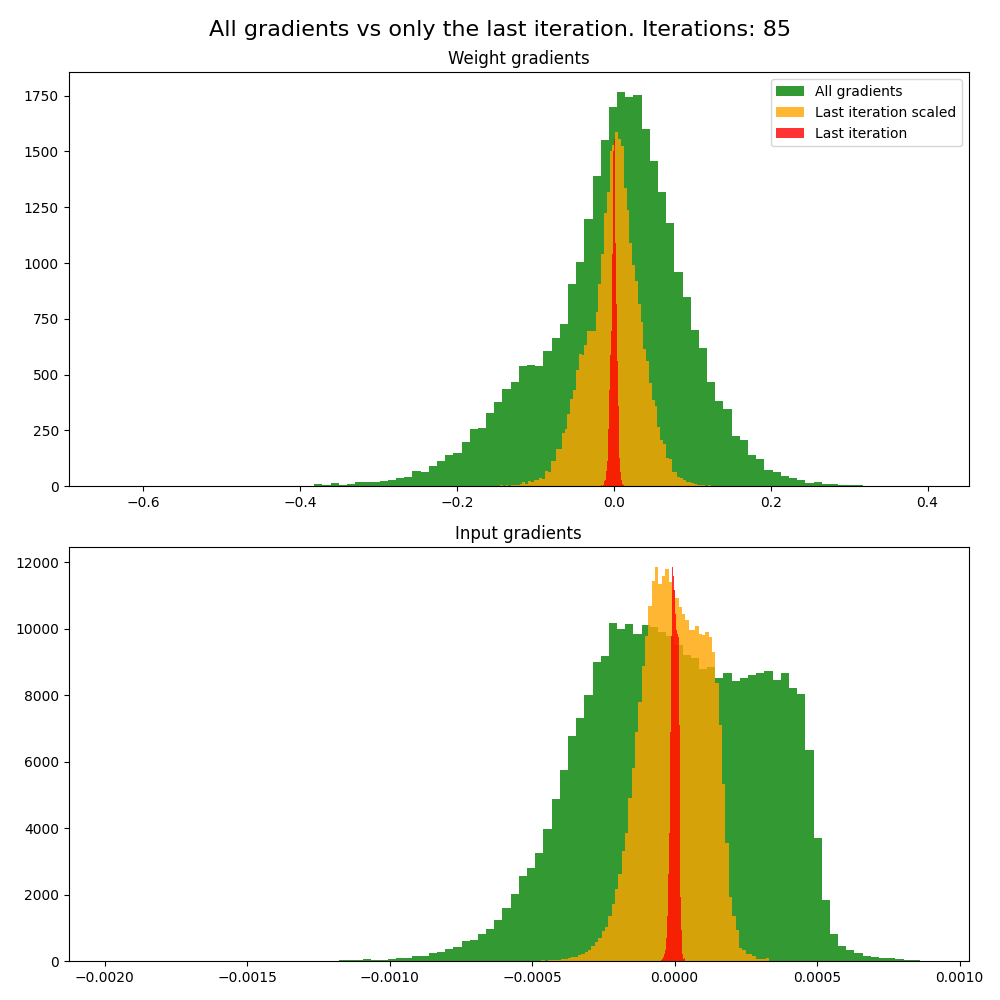 All gradients vs only the last iteration. Iterations: 85
Weight gradients
All gradients
Last iteration scaled
Last iteration
1750
1500
1250
1000
750
500
250
0
−0.6 −0.4 −0.2 0.0 0.2 0.4
Input gradients
12000
10000
8000
6000
4000
2000
0
−0.0020 −0.0015 −0.0010 −0.0005 0.0000 0.0005 0.0010